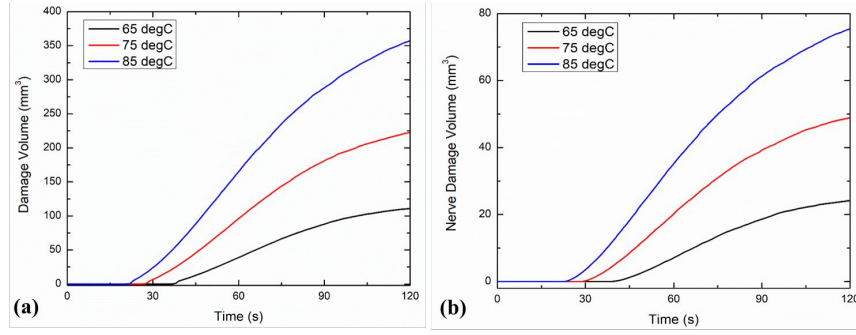 400
350
300
250
200
150
100
50
0
Damage Volume (mm³)
65 degC
75 degC
85 degC
0 30 60 90 120
Time (s)
(a)
80
60
40
20
0
Nerve Damage Volume (mm³)
65 degC
75 degC
85 degC
0 30 60 90 120
Time (s)
(b)